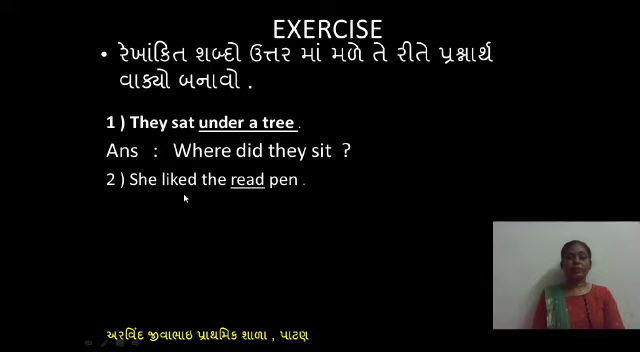 EXERCISE
• રેખાંકિત શબ્દો ઉત્તર માં મળે તે રીતે પ્રશ્નાર્થ
વાક્યો બનાવો .
1 ) They sat under a tree .
Ans : Where did they sit ?
2 ) She liked the read pen .
અરવિંદ જીવાભાઇ પ્રાથમિક શાળા , પાટણ